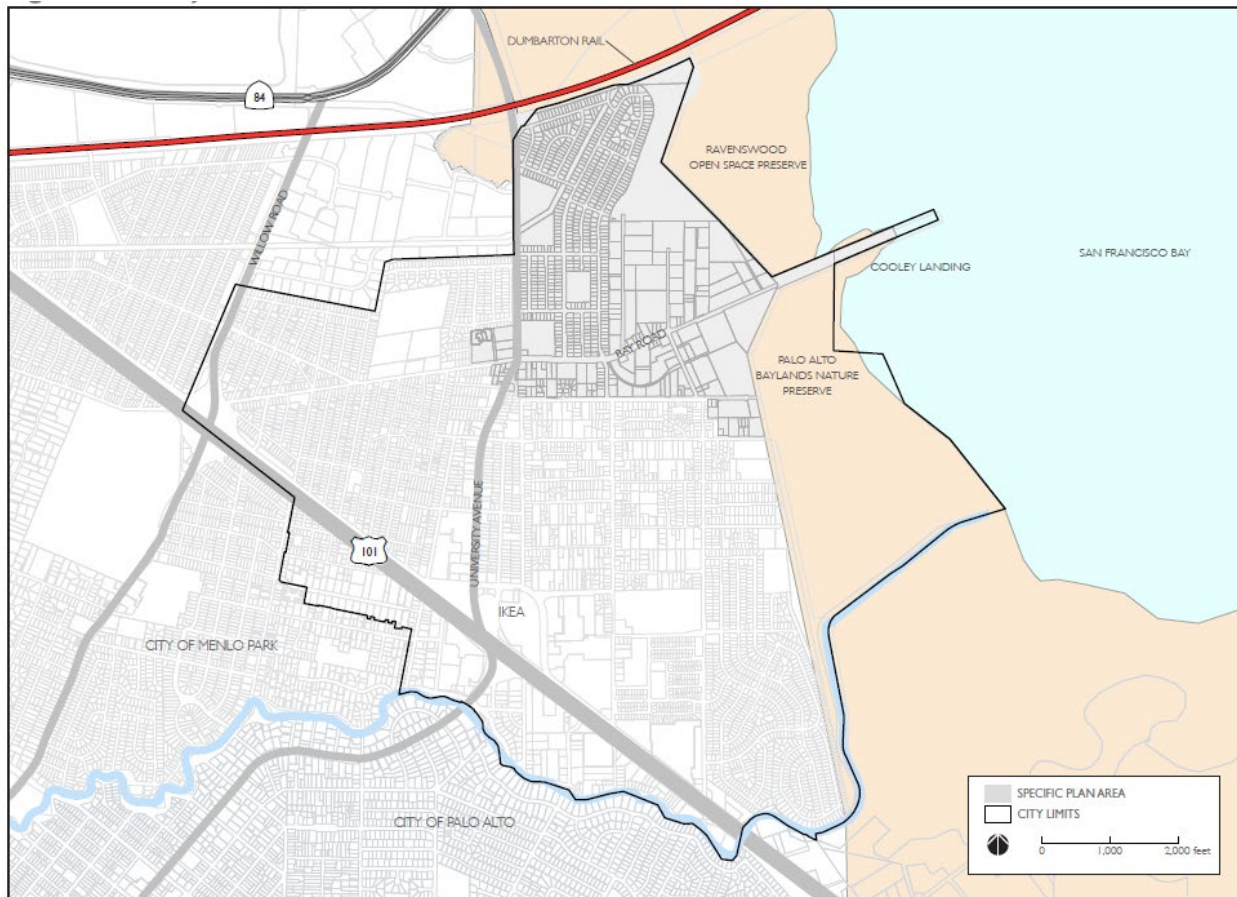 DUMBARTON RAIL
84
WILLOW ROAD
RAVENSWOOD
OPEN SPACE PRESERVE
COOLEY LANDING
SAN FRANCISCO BAY
BAY ROAD
PALO ALTO
BAYLANDS NATURE
PRESERVE
UNIVERSITY AVENUE
101
IKEA
CITY OF MENLO PARK
CITY OF PALO ALTO
SPECIFIC PLAN AREA
CITY LIMITS
0 1,000 2,000 feet